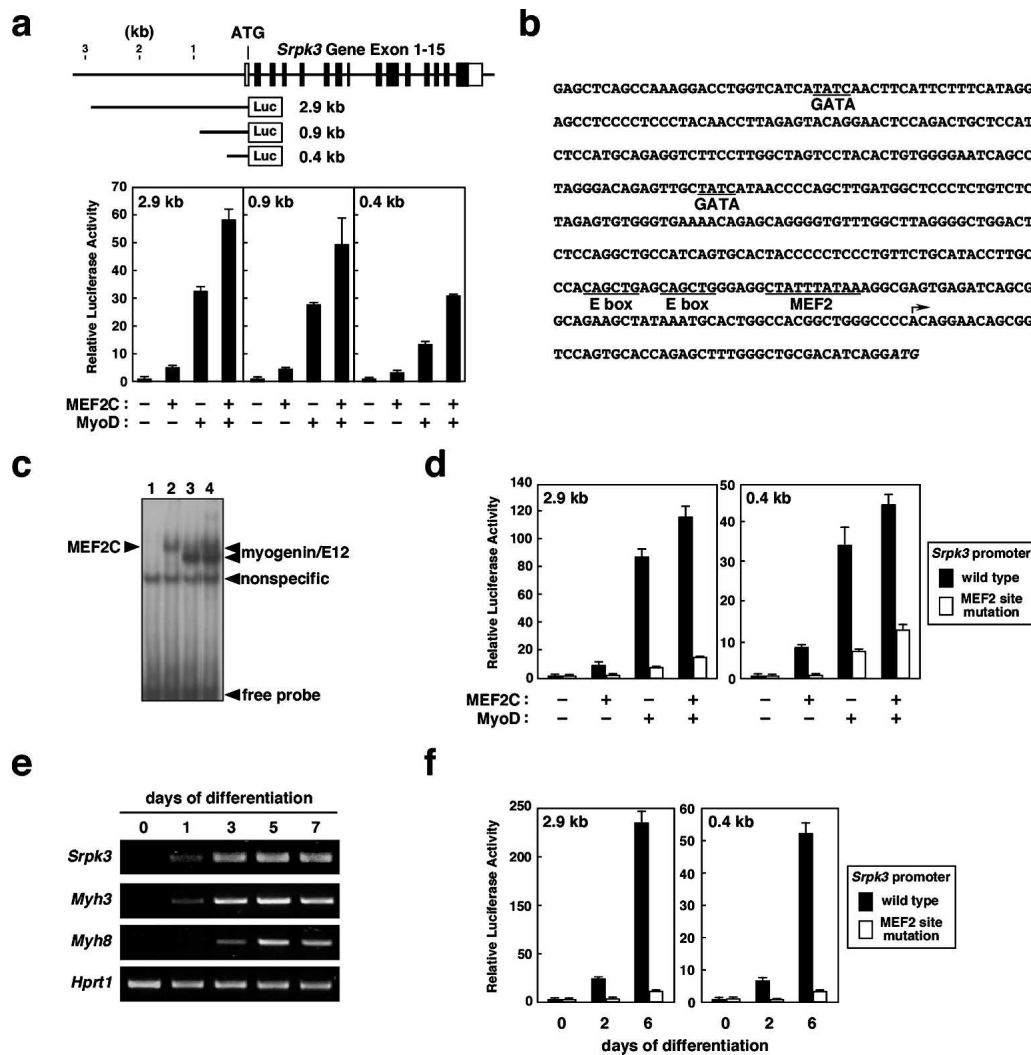 a
(kb)
ATG
3 2 1
Srpk3 Gene Exon 1-15
Luc 2.9 kb
Luc 0.9 kb
Luc 0.4 kb
Relative Luciferase Activity
70
60
50
40
30
20
10
0
2.9 kb 0.9 kb 0.4 kb
MEF2C : – + – + – + – + – + – +
MyoD : – – + + – – + + – – + +
b
GAGCTCAGCCAAAGGACCTGGTCATCATATCAACTTCATTCTTTCATAGG
GATA
AGCCTCCCCTCCCTACAACCTTAGAGTACAGGAACTCCAGACTGCTCCAT
CTCCATGCAGAGGTCTTCCTTGGCTAGTCCTACACTGTGGGGAATCAGCC
TAGGGACAGAGTTGCTATCATAACCCCAGCTTGATGGCTCCCTCTGTCTC
GATA
TAGAGTGTGGGTGAAAACAGAGCAGGGGTGTTTGGCTTAGGGGCTGGACT
CTCCAGGCTGCCATCAGTGCACTACCCCCTCCCTGTTCTGCATACCTTGC
CCACAGCTGAGCAGCTGGGAGGCTATTTATAAAGGCGAGTGAGATCAGCG
E box E box MEF2
GCAGAAGCTATAAATGCACTGGCCACGGCTGGGCCCCACAGGAACAGCGG
TCCAGTGCACCAGAGCTTTGGGCTGCGACATCAGGATG
c
1 2 3 4
MEF2C
myogenin/E12
nonspecific
free probe
d
Relative Luciferase Activity
140
120
100
80
60
40
20
0
2.9 kb
50
40
30
20
10
0
0.4 kb
MEF2C : – + – + – + – +
MyoD : – – + + – – + +
Srpk3 promoter
wild type
MEF2 site
mutation
e
days of differentiation
0 1 3 5 7
Srpk3
Myh3
Myh8
Hprt1
f
Relative Luciferase Activity
250
200
150
100
50
0
2.9 kb
60
50
40
30
20
10
0
0.4 kb
0 2 6 0 2 6
days of differentiation
Srpk3 promoter
wild type
MEF2 site
mutation